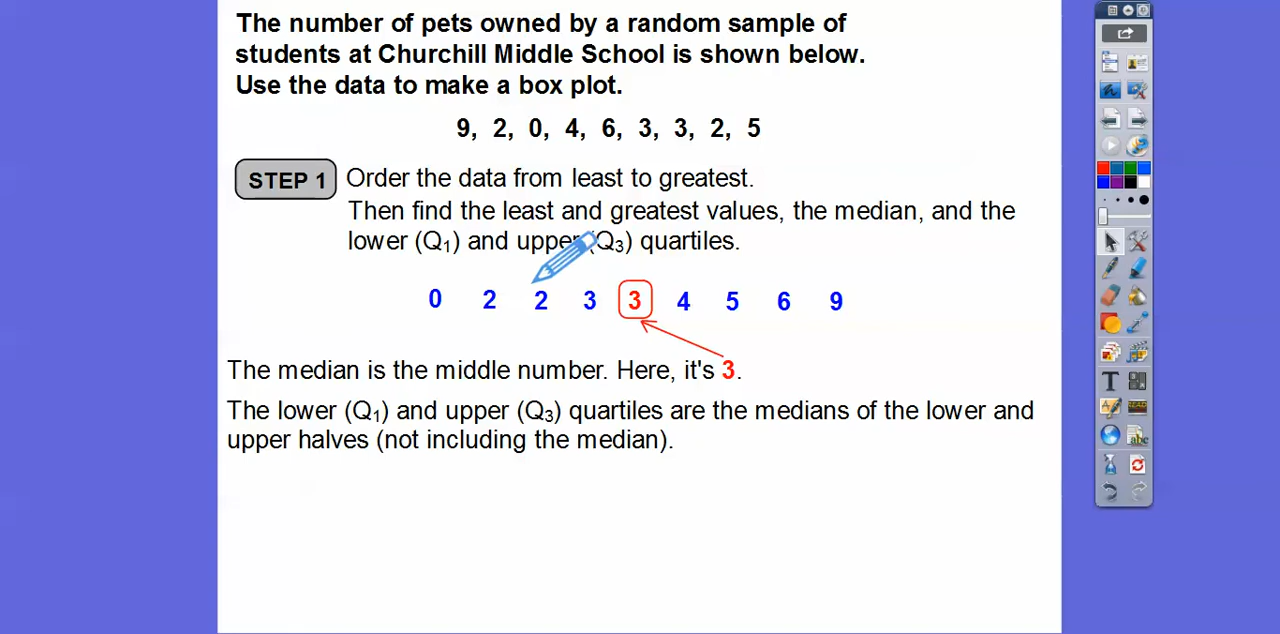 The number of pets owned by a random sample of
students at Churchill Middle School is shown below.
Use the data to make a box plot.
9, 2, 0, 4, 6, 3, 3, 2, 5
STEP 1 Order the data from least to greatest.
Then find the least and greatest values, the median, and the
lower (Q₁) and upper (Q₃) quartiles.
0 2 2 3 3 4 5 6 9
The median is the middle number. Here, it's 3.
The lower (Q₁) and upper (Q₃) quartiles are the medians of the lower and
upper halves (not including the median).